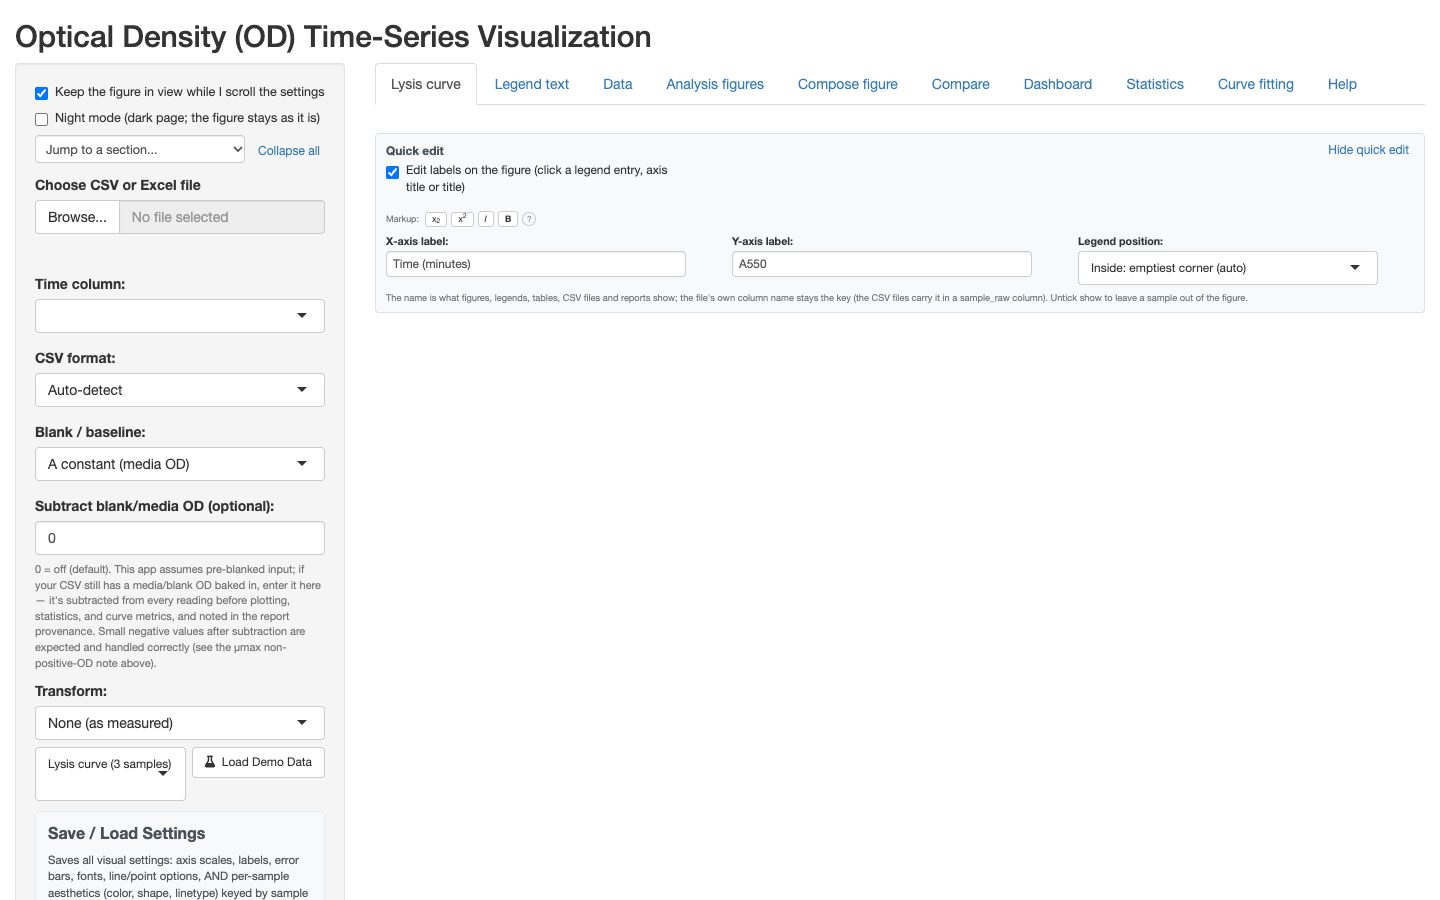 Optical Density (OD) Time-Series Visualization
Keep the figure in view while I scroll the settings
Night mode (dark page; the figure stays as it is)
Jump to a section...
Collapse all
Choose CSV or Excel file
Browse...
No file selected
Time column:
CSV format:
Auto-detect
Blank / baseline:
A constant (media OD)
Subtract blank/media OD (optional):
0
0 = off (default). This app assumes pre-blanked input; if
your CSV still has a media/blank OD baked in, enter it here
— it's subtracted from every reading before plotting,
statistics, and curve metrics, and noted in the report
provenance. Small negative values after subtraction are
expected and handled correctly (see the µmax non-
positive-OD note above).
Transform:
None (as measured)
Lysis curve (3 samples)
Load Demo Data
Save / Load Settings
Saves all visual settings: axis scales, labels, error
bars, fonts, line/point options, AND per-sample
aesthetics (color, shape, linetype) keyed by sample
Lysis curve
Legend text
Data
Analysis figures
Compose figure
Compare
Dashboard
Statistics
Curve fitting
Help
Quick edit
Hide quick edit
Edit labels on the figure (click a legend entry, axis
title or title)
Markup: x₂ x² I B ?
X-axis label:
Time (minutes)
Y-axis label:
A550
Legend position:
Inside: emptiest corner (auto)
The name is what figures, legends, tables, CSV files and reports show; the file's own column name stays the key (the CSV files carry it in a sample_raw column). Untick show to leave a sample out of the figure.